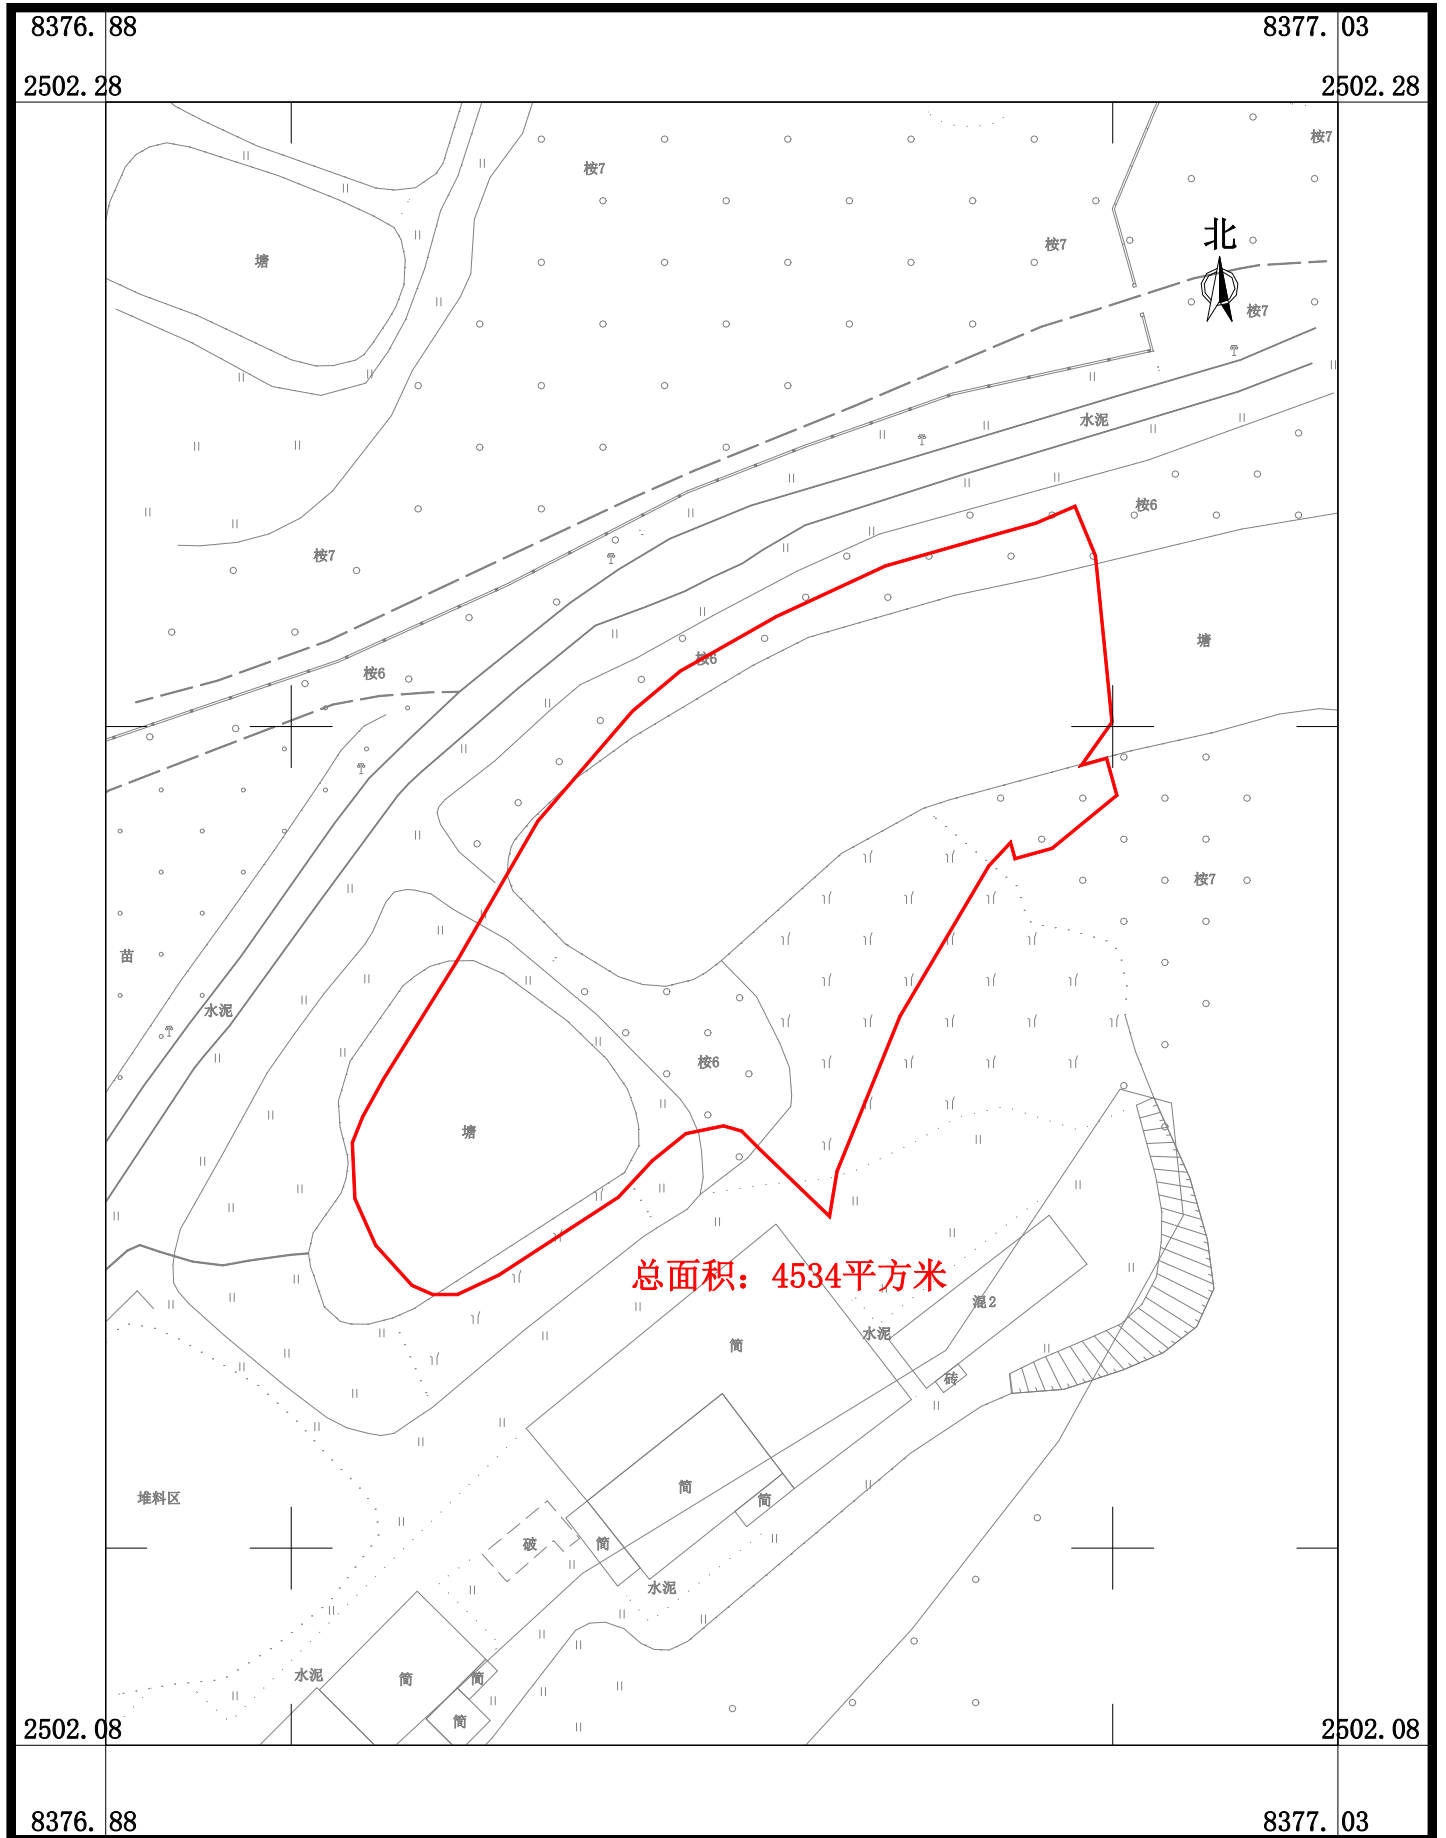 8376.88
8377.03
2502.28
2502.28
桉7
桉7
北
桉7
塘
桉7
水泥
桉6
桉7
塘
桉6
桉6
桉7
苗
水泥
桉6
塘
总面积：4534平方米
混2
水泥
简
砖
简
堆料区
简
破
简
水泥
水泥
简
简
简
2502.08
2502.08
8376.88
8377.03